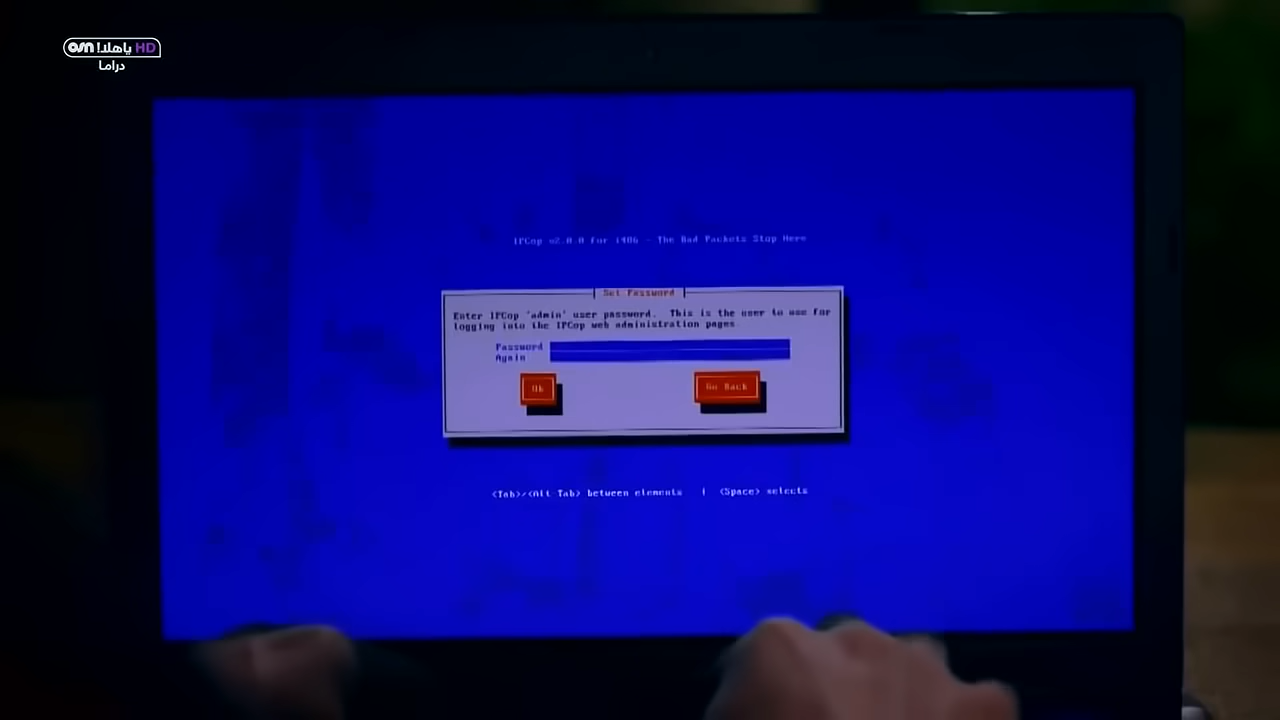 OSN ياهلا! HD
دراما
IPCop v2.0.0 for i486 - The Bad Packets Stop Here
Set Password
Enter IPCop 'admin' user password. This is the user to use for
logging into the IPCop web administration pages.
Password
Again
Ok
Go Back
<Tab>/<Alt-Tab> between elements | <Space> selects